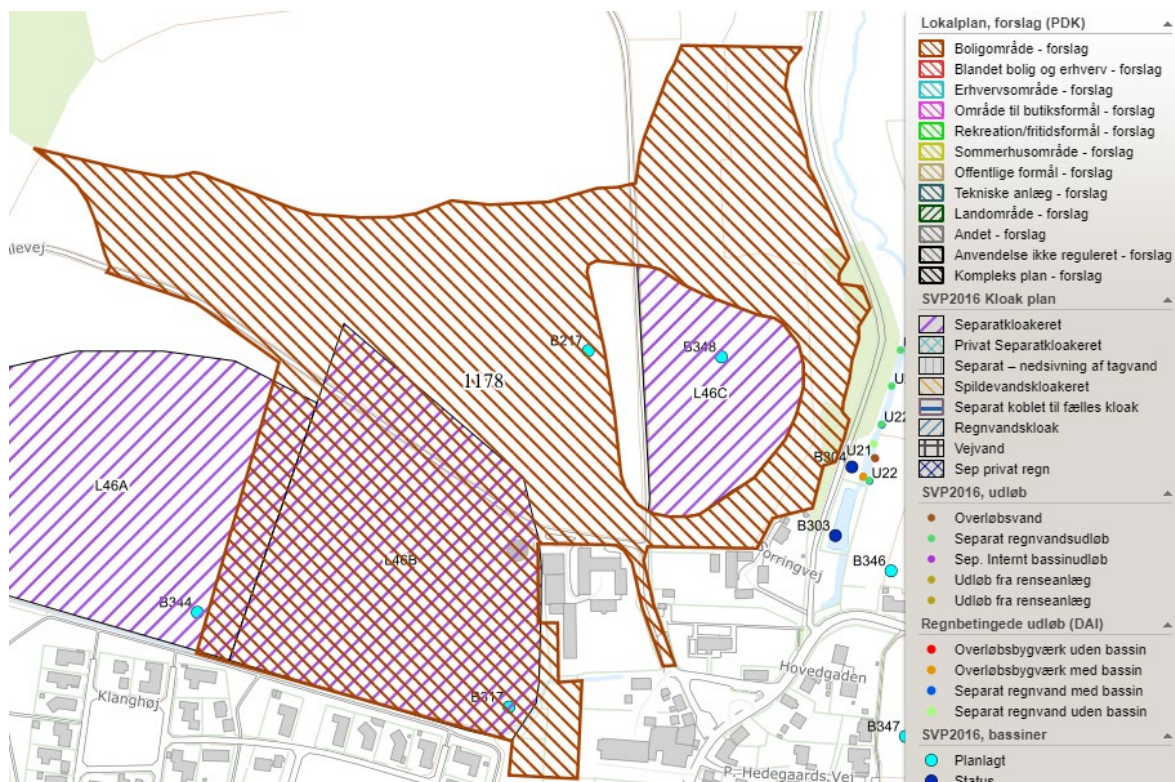 levej
B217
B348
1178
L46C
L46A
L46B
B344
B317
Klanghøj
U2
U22
U21
B304
U22
B303
B346
Sorringvej
Hovedgaden
B347
P. Hedegaards Vej
Lokalplan, forslag (PDK)
Boligområde - forslag
Blandet bolig og erhverv - forslag
Erhvervsområde - forslag
Område til butiksformål - forslag
Rekreation/fritidsformål - forslag
Sommerhusområde - forslag
Offentlige formål - forslag
Tekniske anlæg - forslag
Landområde - forslag
Andet - forslag
Anvendelse ikke reguleret - forslag
Kompleks plan - forslag
SVP2016 Kloak plan
Separatkloakeret
Privat Separatkloakeret
Separat – nedsivning af tagvand
Spildevandskloakeret
Separat koblet til fælles kloak
Regnvandskloak
Vejvand
Sep privat regn
SVP2016, udløb
Overløbsvand
Separat regnvandsudløb
Sep. Internt bassinudløb
Udløb fra renseanlæg
Udløb fra renseanlæg
Regnbetingede udløb (DAI)
Overløbsbygværk uden bassin
Overløbsbygværk med bassin
Separat regnvand med bassin
Separat regnvand uden bassin
SVP2016, bassiner
Planlagt
Status